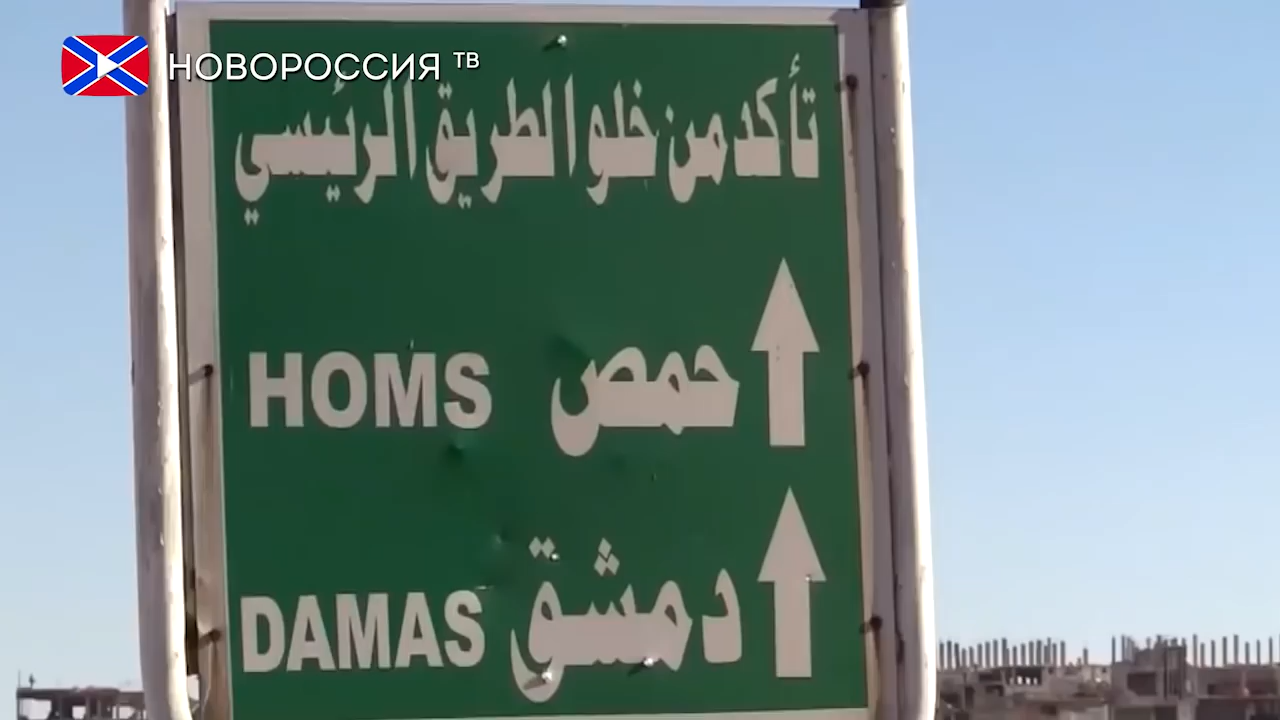 НОВОРОССИЯ ТВ
تأكد من خلو الطريق الرئيسي
HOMS حمص
DAMAS دمشق